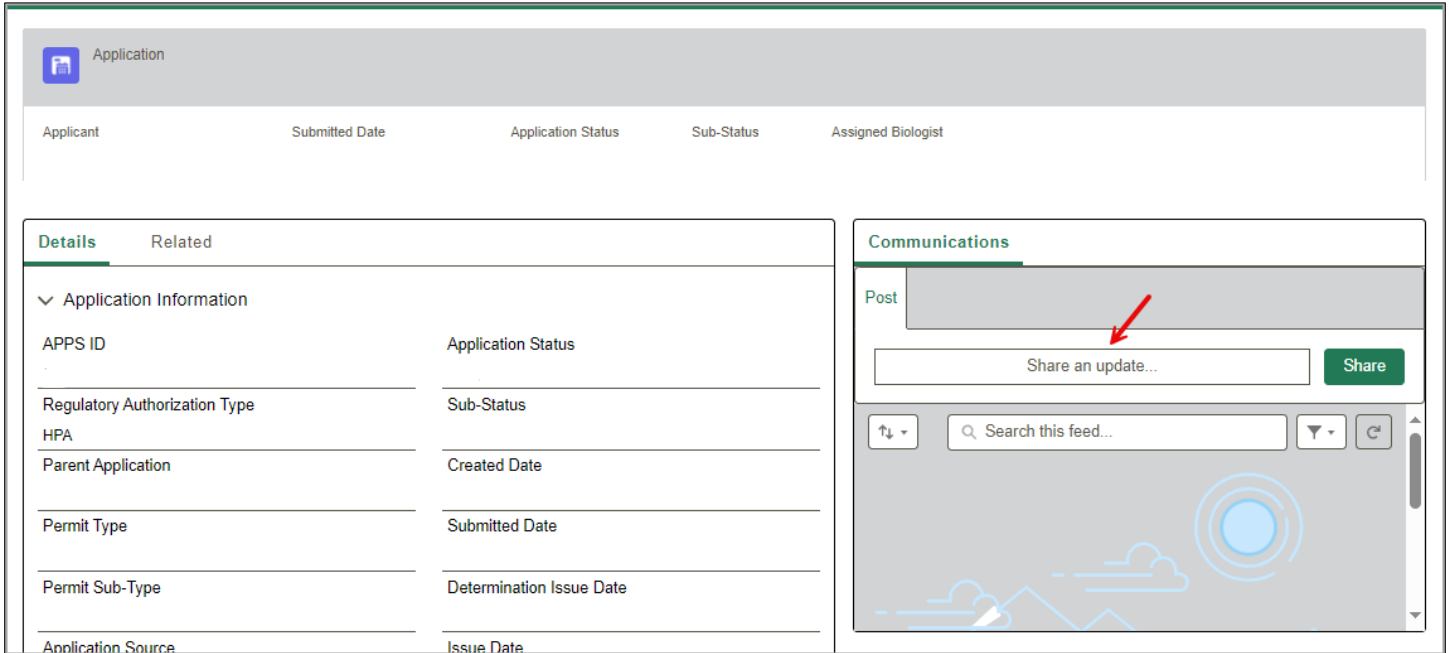 Application
Applicant Submitted Date Application Status Sub-Status Assigned Biologist
Details Related
Application Information
APPS ID Application Status
Regulatory Authorization Type Sub-Status
HPA
Parent Application Created Date
Permit Type Submitted Date
Permit Sub-Type Determination Issue Date
Application Source Issue Date
Communications
Post
Share an update... Share
Search this feed...